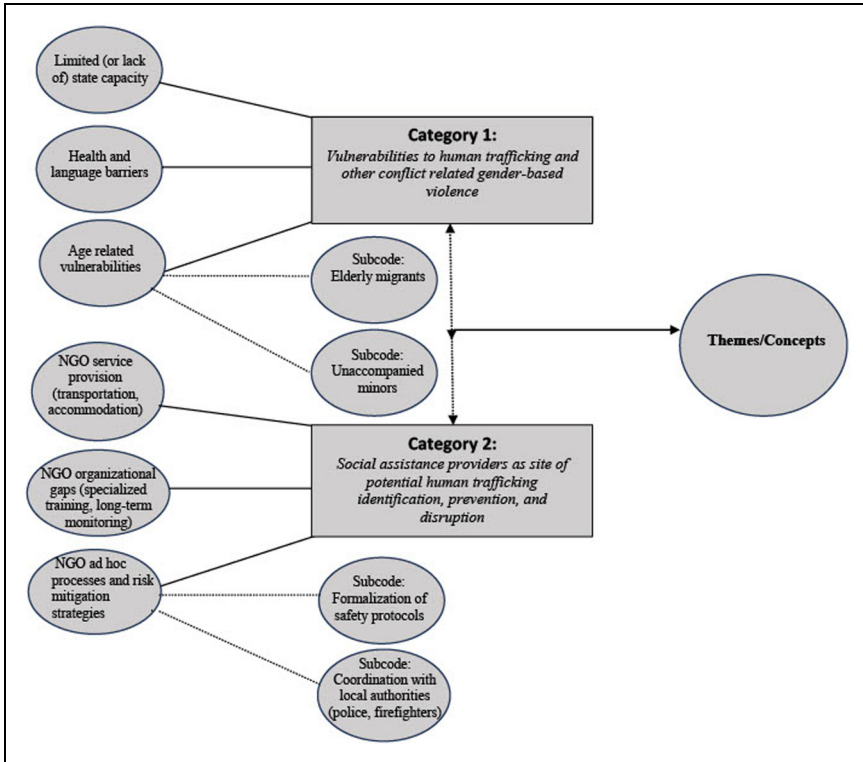 Limited (or lack
of) state capacity
Category 1:
Vulnerabilities to human trafficking and
other conflict related gender-based
violence
Health and
language barriers
Age related
vulnerabilities
Subcode:
Elderly migrants
Subcode:
Unaccompanied
minors
Themes/Concepts
NGO service
provision
(transportation,
accommodation)
Category 2:
Social assistance providers as site of
potential human trafficking
identification, prevention, and
disruption
NGO organizational
gaps (specialized
training, long-term
monitoring)
NGO ad hoc
processes and risk
mitigation
strategies
Subcode:
Formalization of
safety protocols
Subcode:
Coordination with
local authorities
(police, firefighters)